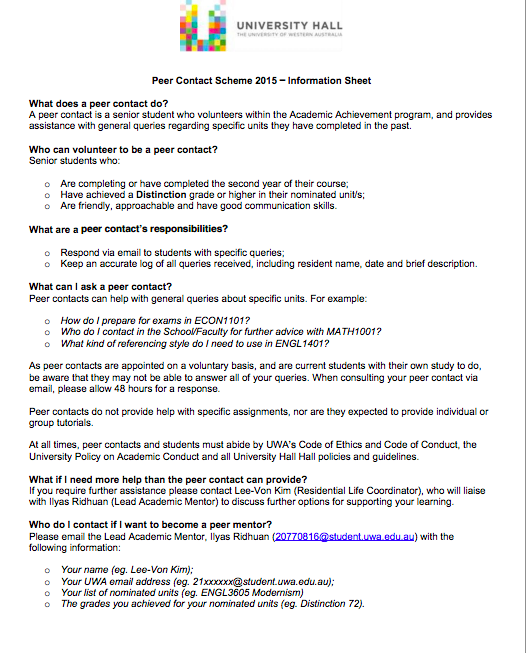 UNIVERSITY HALL
THE UNIVERSITY OF WESTERN AUSTRALIA
Peer Contact Scheme 2015 – Information Sheet
What does a peer contact do?
A peer contact is a senior student who volunteers within the Academic Achievement program, and provides
assistance with general queries regarding specific units they have completed in the past.
Who can volunteer to be a peer contact?
Senior students who:
o Are completing or have completed the second year of their course;
o Have achieved a Distinction grade or higher in their nominated unit/s;
o Are friendly, approachable and have good communication skills.
What are a peer contact's responsibilities?
o Respond via email to students with specific queries;
o Keep an accurate log of all queries received, including resident name, date and brief description.
What can I ask a peer contact?
Peer contacts can help with general queries about specific units. For example:
o How do I prepare for exams in ECON1101?
o Who do I contact in the School/Faculty for further advice with MATH1001?
o What kind of referencing style do I need to use in ENGL1401?
As peer contacts are appointed on a voluntary basis, and are current students with their own study to do,
be aware that they may not be able to answer all of your queries. When consulting your peer contact via
email, please allow 48 hours for a response.
Peer contacts do not provide help with specific assignments, nor are they expected to provide individual or
group tutorials.
At all times, peer contacts and students must abide by UWA's Code of Ethics and Code of Conduct, the
University Policy on Academic Conduct and all University Hall Hall policies and guidelines.
What if I need more help than the peer contact can provide?
If you require further assistance please contact Lee-Von Kim (Residential Life Coordinator), who will liaise
with Ilyas Ridhuan (Lead Academic Mentor) to discuss further options for supporting your learning.
Who do I contact if I want to become a peer mentor?
Please email the Lead Academic Mentor, Ilyas Ridhuan (20770816@student.uwa.edu.au) with the
following information:
o Your name (eg. Lee-Von Kim);
o Your UWA email address (eg. 21xxxxxx@student.uwa.edu.au);
o Your list of nominated units (eg. ENGL3605 Modernism)
o The grades you achieved for your nominated units (eg. Distinction 72).